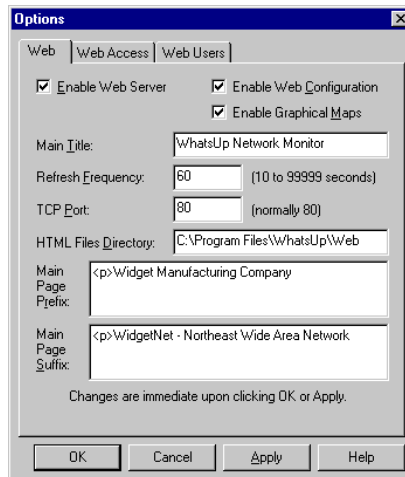 Options
Web Web Access Web Users
Enable Web Server Enable Web Configuration
Enable Graphical Maps
Main Title: WhatsUp Network Monitor
Refresh Frequency: 60 (10 to 99999 seconds)
TCP Port: 80 (normally 80)
HTML Files Directory: C:\Program Files\WhatsUp\Web
Main Page Prefix: <p>Widget Manufacturing Company
Main Page Suffix: <p>WidgetNet - Northeast Wide Area Network
Changes are immediate upon clicking OK or Apply.
OK Cancel Apply Help